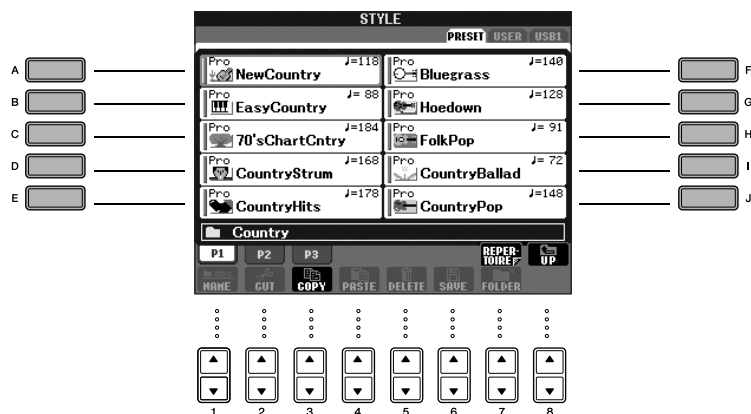 STYLE
PRESET USER USB1
A
B
C
D
E
Pro ♩=118
NewCountry
Pro ♩= 88
EasyCountry
Pro ♩=184
70'sChartCntry
Pro ♩=168
CountryStrum
Pro ♩=178
CountryHits
Pro ♩=140
Bluegrass
Pro ♩=128
Hoedown
Pro ♩= 91
FolkPop
Pro ♩= 72
CountryBallad
Pro ♩=148
CountryPop
F
G
H
I
J
Country
P1 P2 P3 REPER-TOIRE UP
NAME CUT COPY PASTE DELETE SAVE FOLDER
1 2 3 4 5 6 7 8